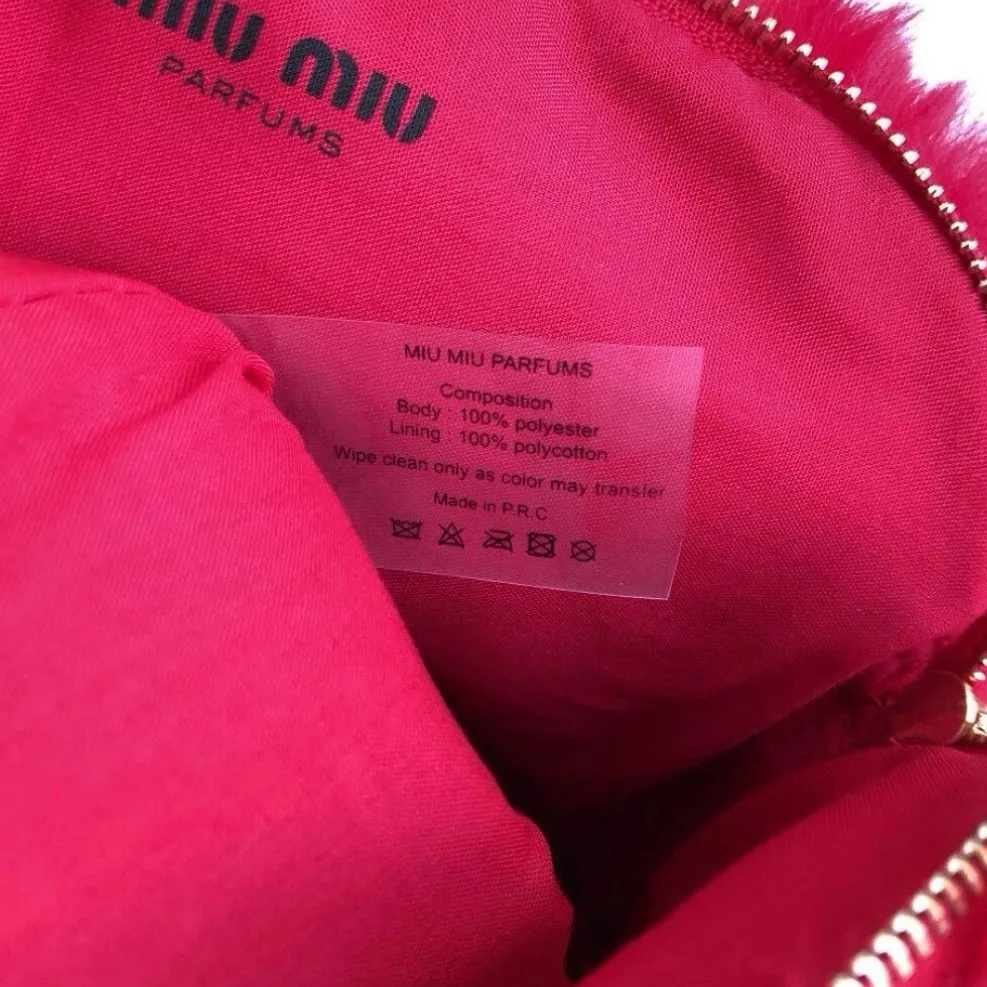 miu miu
PARFUMS
MIU MIU PARFUMS
Composition
Body : 100% polyester
Lining : 100% polycotton
Wipe clean only as color may transfer
Made in P.R.C